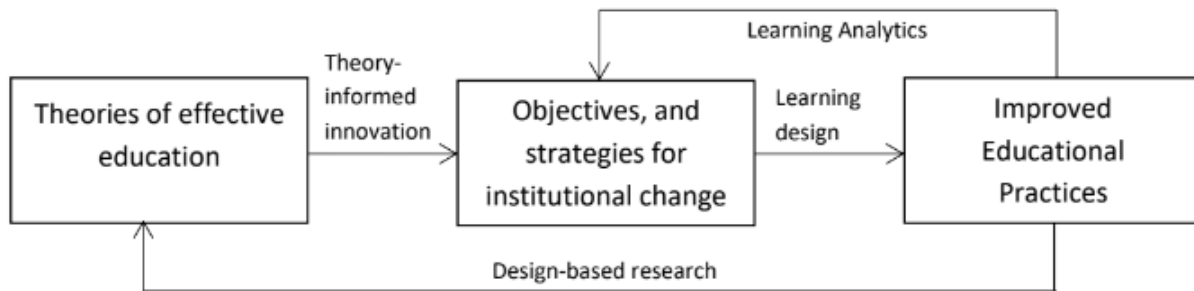 Learning Analytics
Theories of effective
education
Theory-
informed
innovation
Objectives, and
strategies for
institutional change
Learning
design
Improved
Educational
Practices
Design-based research